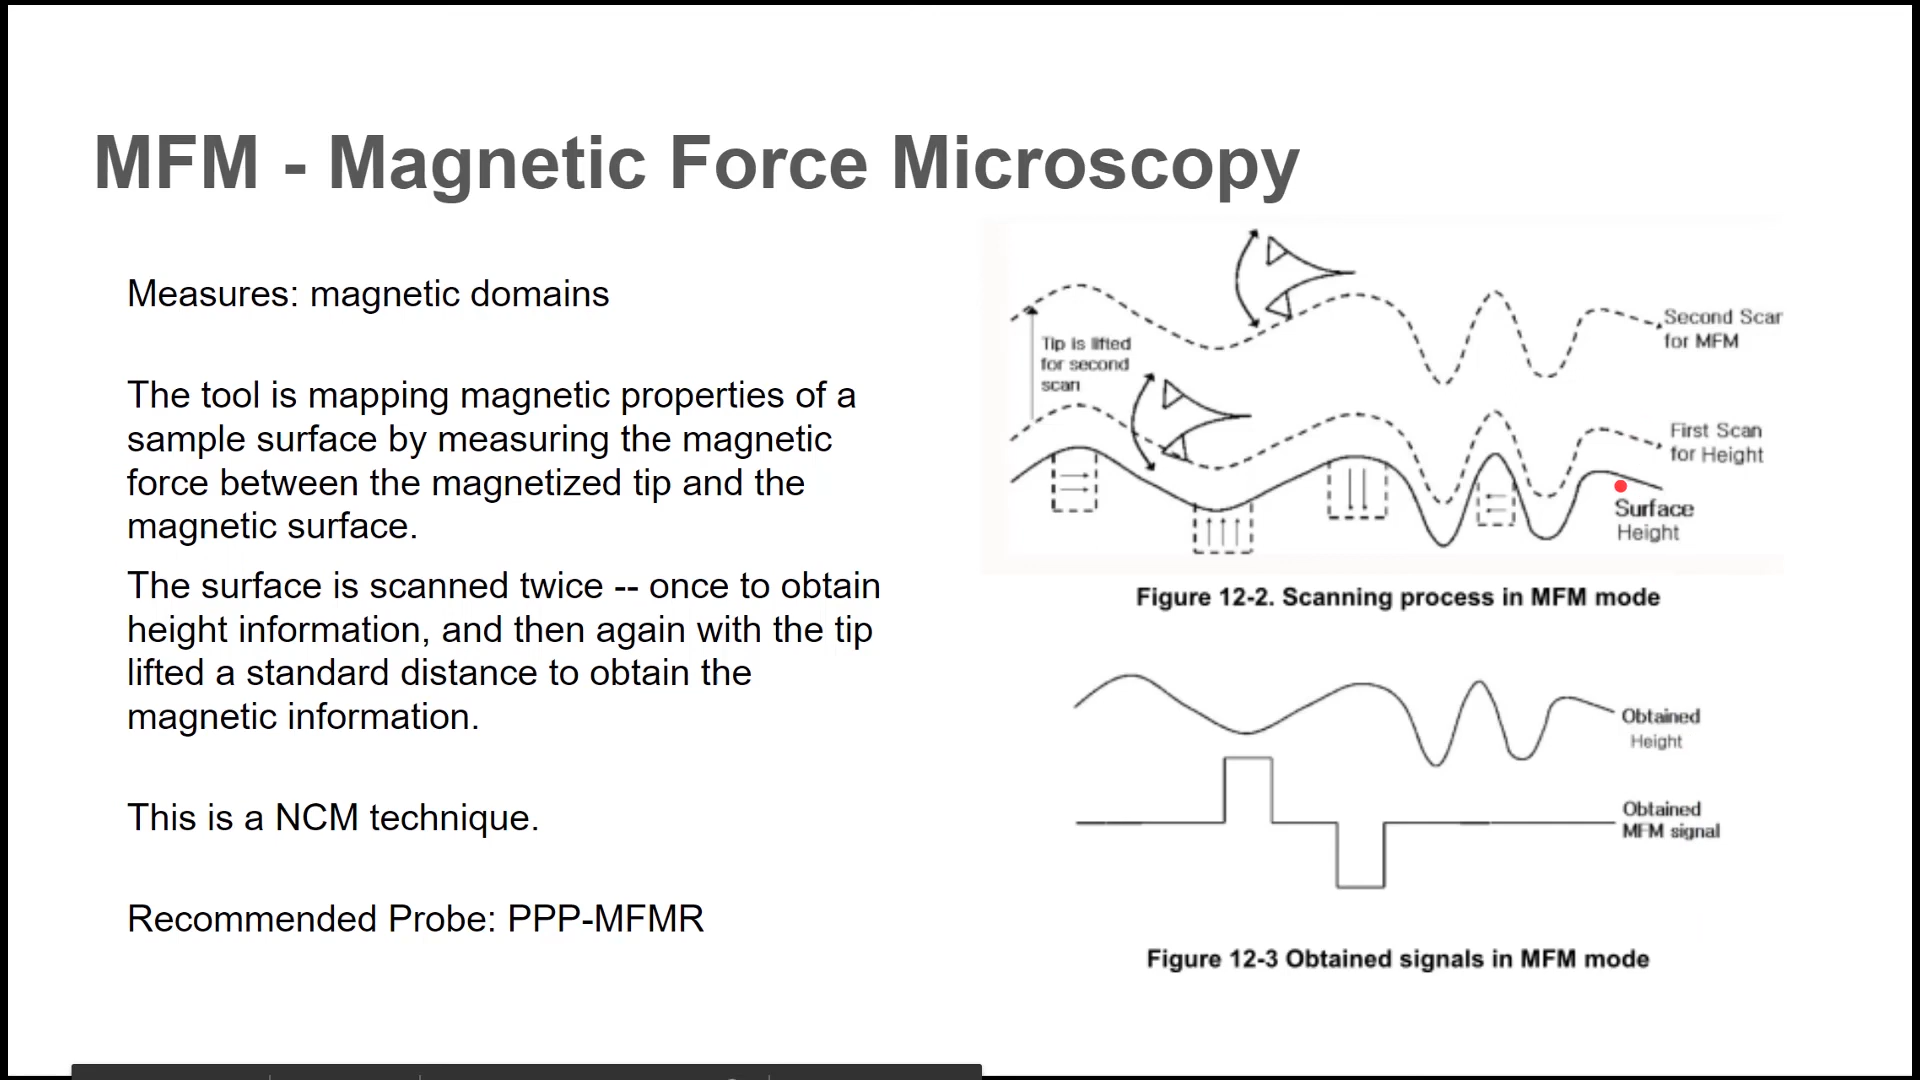 MFM - Magnetic Force Microscopy
Measures: magnetic domains
The tool is mapping magnetic properties of a
sample surface by measuring the magnetic
force between the magnetized tip and the
magnetic surface.
The surface is scanned twice -- once to obtain
height information, and then again with the tip
lifted a standard distance to obtain the
magnetic information.
This is a NCM technique.
Recommended Probe: PPP-MFMR
Second Scar
for MFM
Tip is lifted
for second
scan
First Scan
for Height
Surface
Height
Figure 12-2. Scanning process in MFM mode
Obtained
Height
Obtained
MFM signal
Figure 12-3 Obtained signals in MFM mode